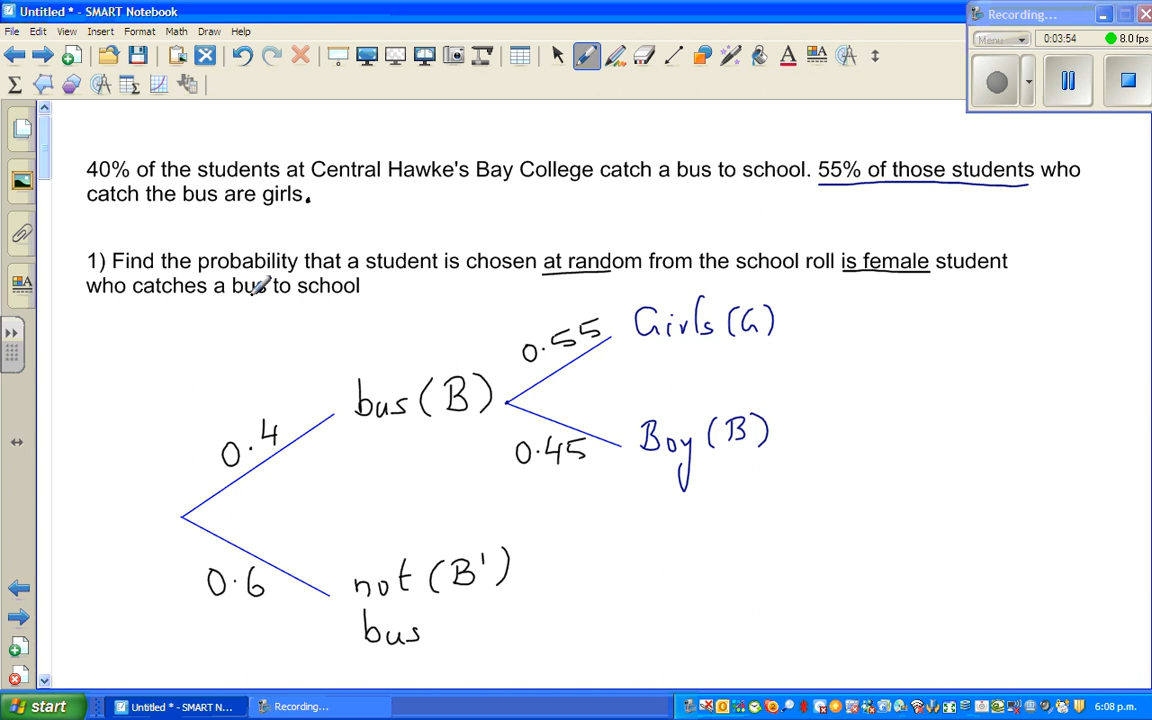 Untitled * - SMART Notebook
Recording...
File Edit View Insert Format Math Draw Help
Menu
0:03:54
8.0 fps
40% of the students at Central Hawke's Bay College catch a bus to school. 55% of those students who
catch the bus are girls.
1) Find the probability that a student is chosen at random from the school roll is female student
who catches a bus to school
0.55
Girls (G)
bus (B)
0.4
0.45
Boy (B)
0.6
not (B')
bus
start
Untitled * - SMART N...
Recording...
6:08 p.m.